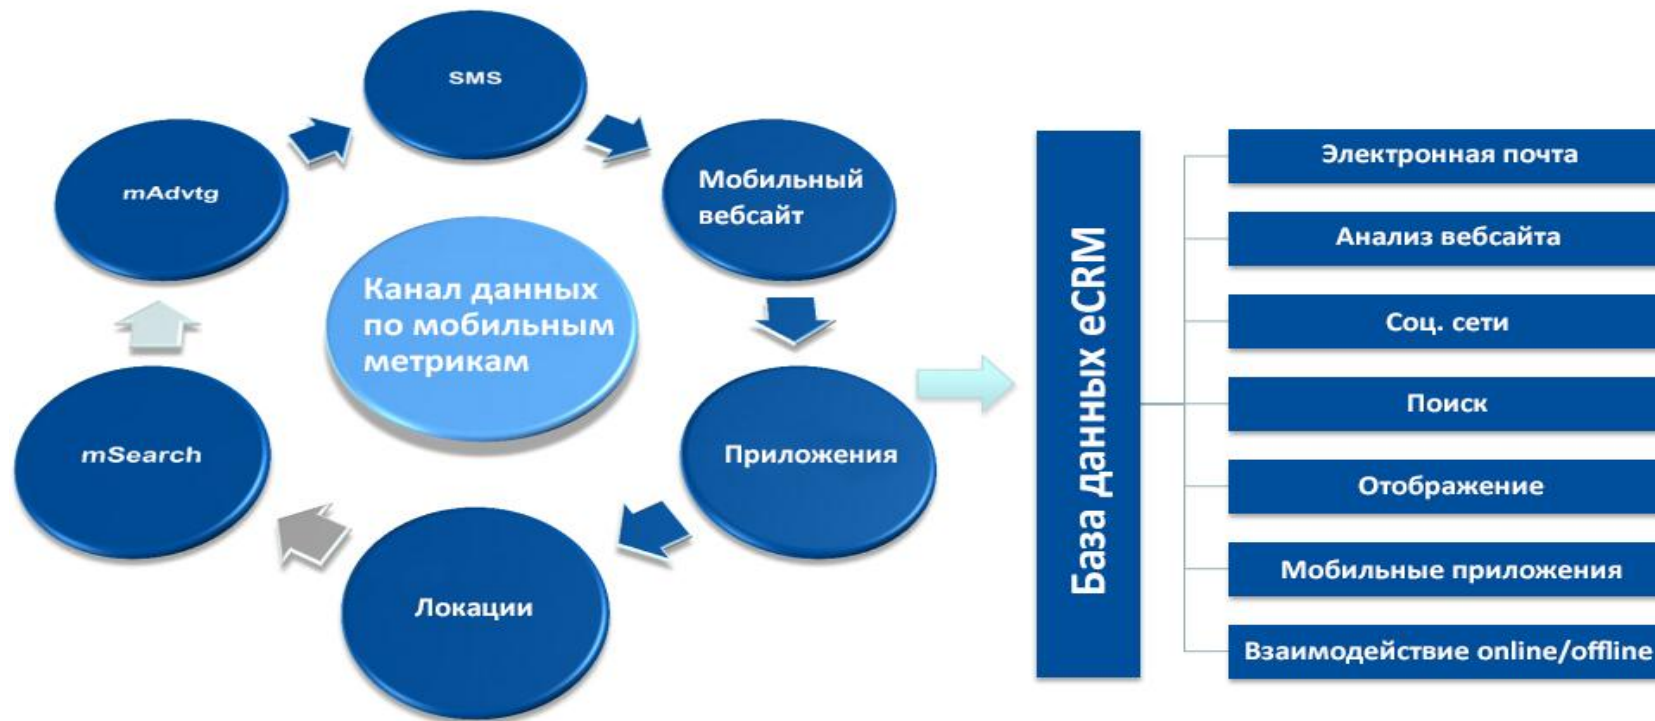 SMS
mAdvtg
Мобильный
вебсайт
Канал данных
по мобильным
метрикам
mSearch
Приложения
Локации
База данных eCRM
Электронная почта
Анализ вебсайта
Соц. сети
Поиск
Отображение
Мобильные приложения
Взаимодействие online/offline